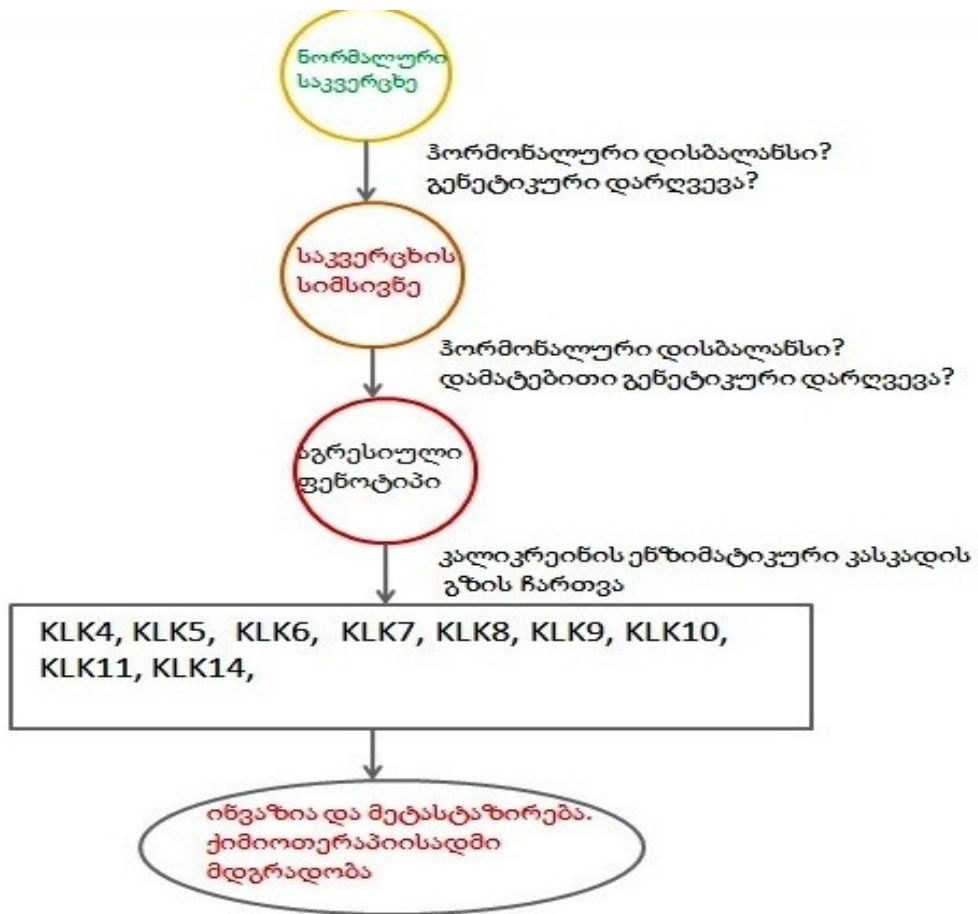 ნორმალური
საკვერცხე
ჰორმონალური დისბალანსი?
გენეტიკური დარღვევა?
საკვერცხის
სიმსივნე
ჰორმონალური დისბალანსი?
დამატებითი გენეტიკური დარღვევა?
აგრესიული
ფენოტიპი
კალიკრეინის ენზიმატიკური კასკადის
გზის ჩართვა
KLK4, KLK5, KLK6, KLK7, KLK8, KLK9, KLK10,
KLK11, KLK14,
ინვაზია და მეტასტაზირება.
ქიმიოთერაპიისადმი
მდგრადობა